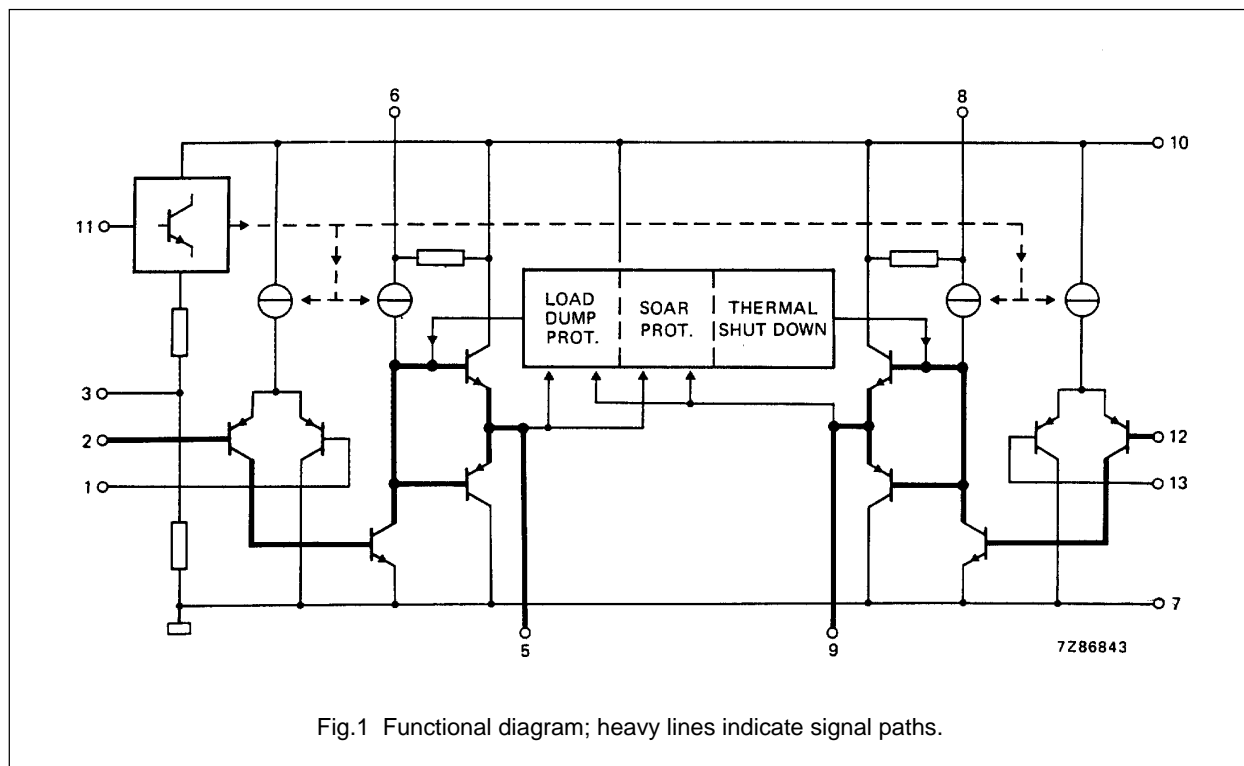 6
8
10
11
LOAD DUMP PROT.
SOAR PROT.
THERMAL SHUT DOWN
3
2
12
1
13
7
5
9
7Z86843
Fig.1 Functional diagram; heavy lines indicate signal paths.